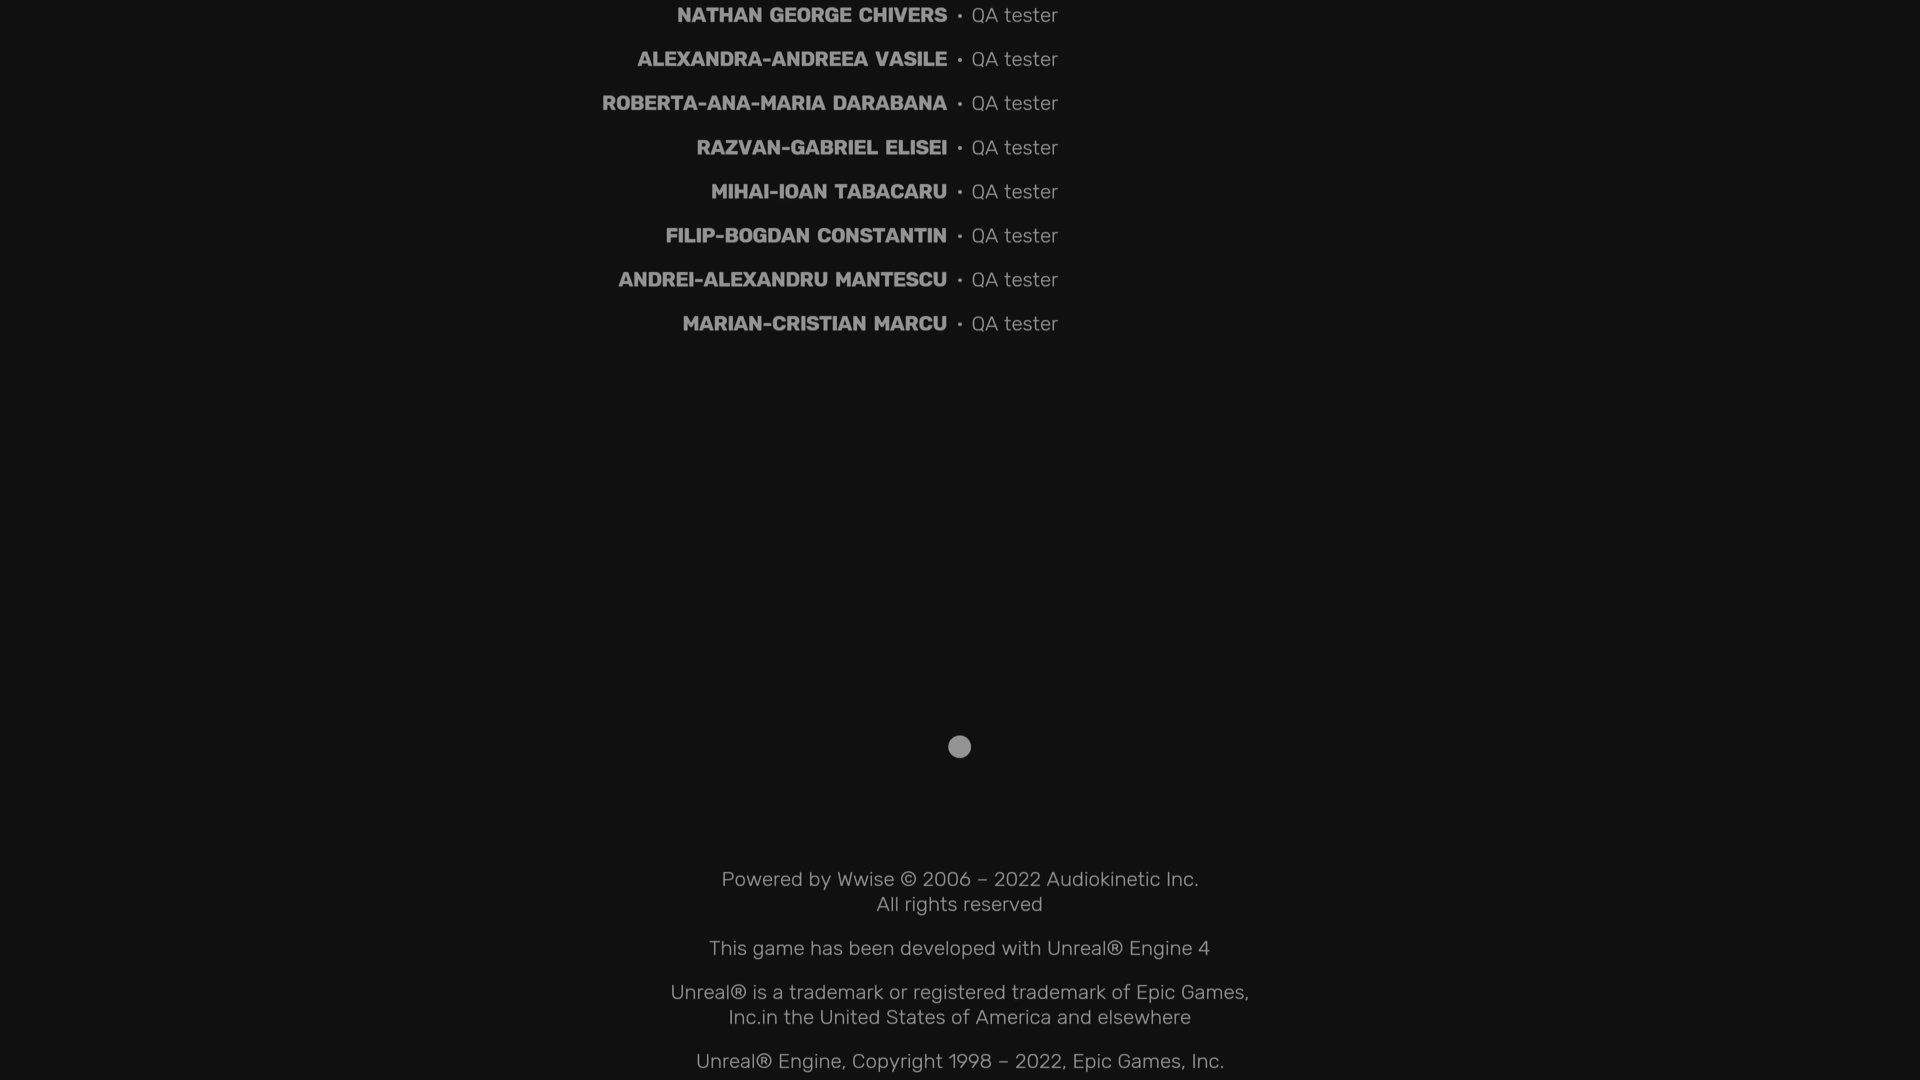 NATHAN GEORGE CHIVERS • QA tester
ALEXANDRA-ANDREEA VASILE • QA tester
ROBERTA-ANA-MARIA DARABANA • QA tester
RAZVAN-GABRIEL ELISEI • QA tester
MIHAI-IOAN TABACARU • QA tester
FILIP-BOGDAN CONSTANTIN • QA tester
ANDREI-ALEXANDRU MANTESCU • QA tester
MARIAN-CRISTIAN MARCU • QA tester
Powered by Wwise © 2006 – 2022 Audiokinetic Inc.
All rights reserved
This game has been developed with Unreal® Engine 4
Unreal® is a trademark or registered trademark of Epic Games,
Inc.in the United States of America and elsewhere
Unreal® Engine, Copyright 1998 – 2022, Epic Games, Inc.